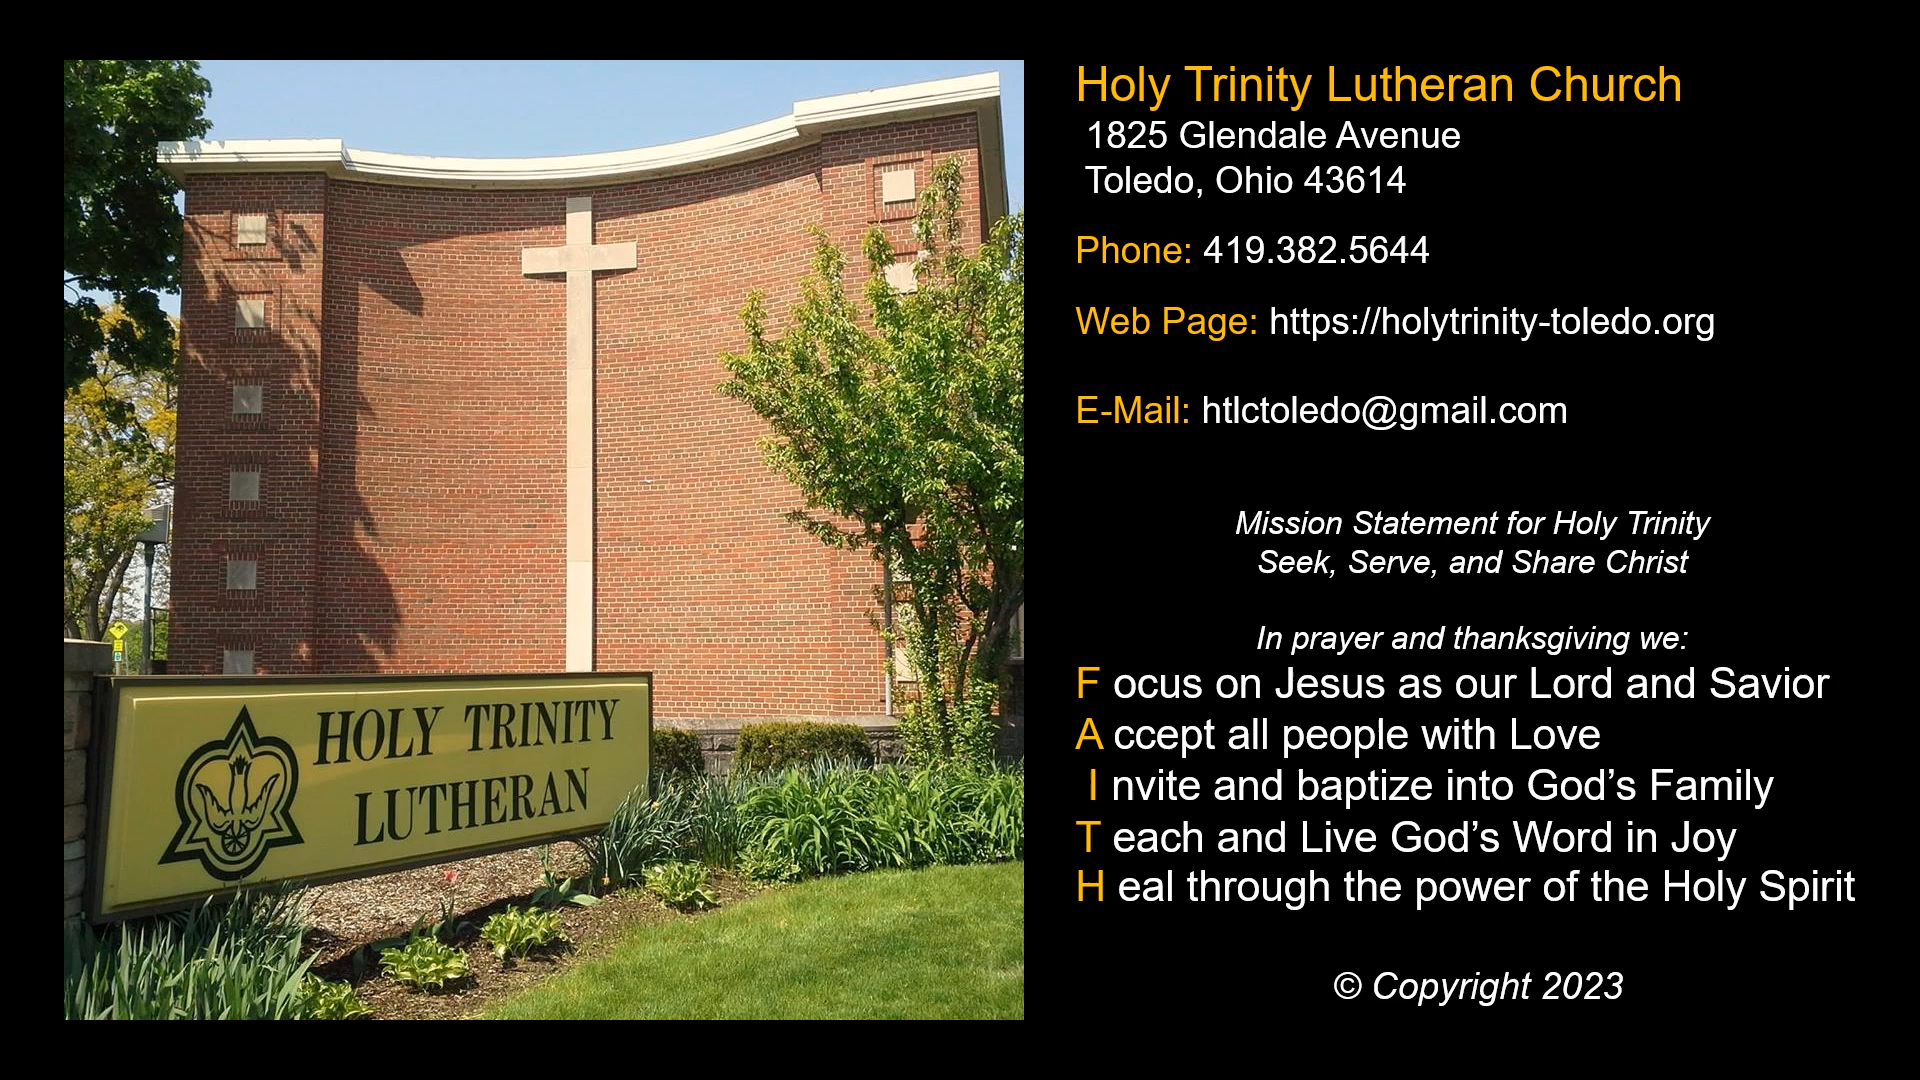 Holy Trinity Lutheran Church
1825 Glendale Avenue
Toledo, Ohio 43614
Phone: 419.382.5644
Web Page: https://holytrinity-toledo.org
E-Mail: htlctoledo@gmail.com
Mission Statement for Holy Trinity
Seek, Serve, and Share Christ
In prayer and thanksgiving we:
F ocus on Jesus as our Lord and Savior
A ccept all people with Love
I nvite and baptize into God’s Family
T each and Live God’s Word in Joy
H eal through the power of the Holy Spirit
© Copyright 2023
HOLY TRINITY
LUTHERAN